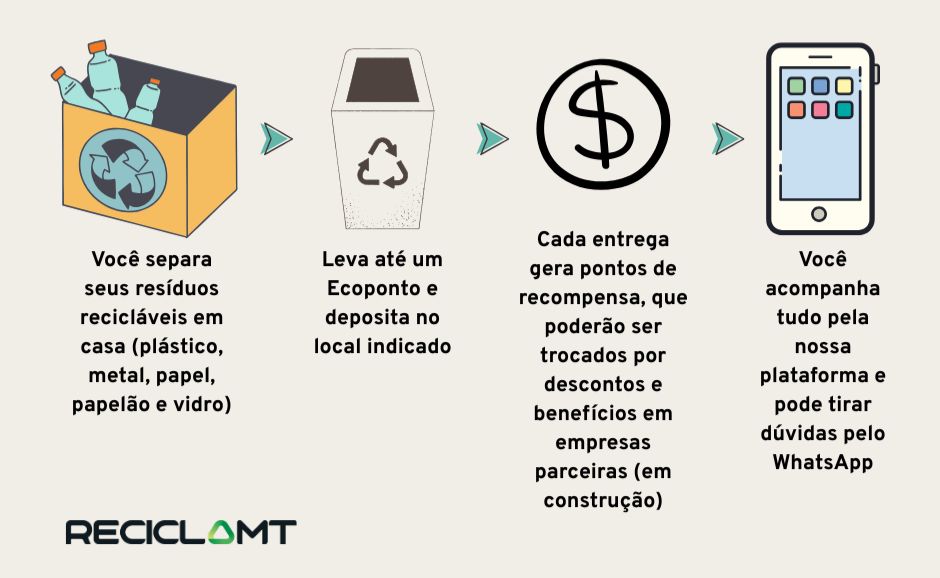 Você separa
seus resíduos
recicláveis em
casa (plástico,
metal, papel,
papelão e vidro)
Leva até um
Ecoponto e
deposita no
local indicado
Cada entrega
gera pontos de
recompensa, que
poderão ser
trocados por
descontos e
benefícios em
empresas
parceiras (em
construção)
Você
acompanha
tudo pela
nossa
plataforma e
pode tirar
dúvidas pelo
WhatsApp
RECICLAMT